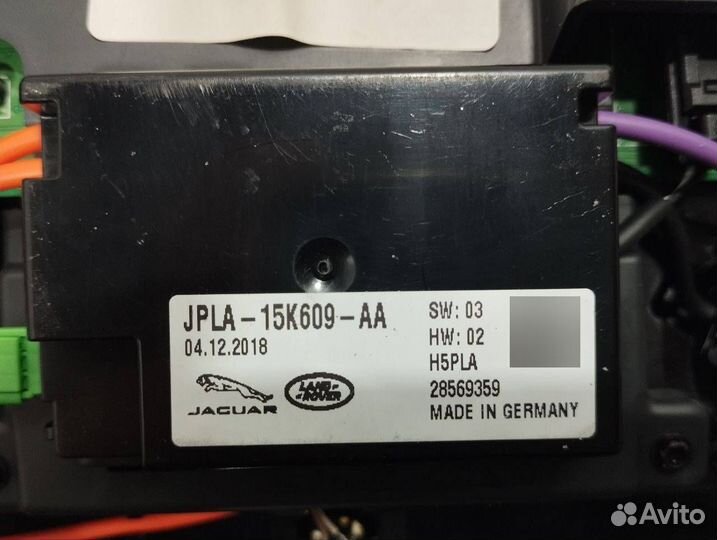 JPLA-15K609-AA
04.12.2018
SW: 03
HW: 02
H5PLA
28569359
MADE IN GERMANY
JAGUAR
LAND
ROVER
Avito